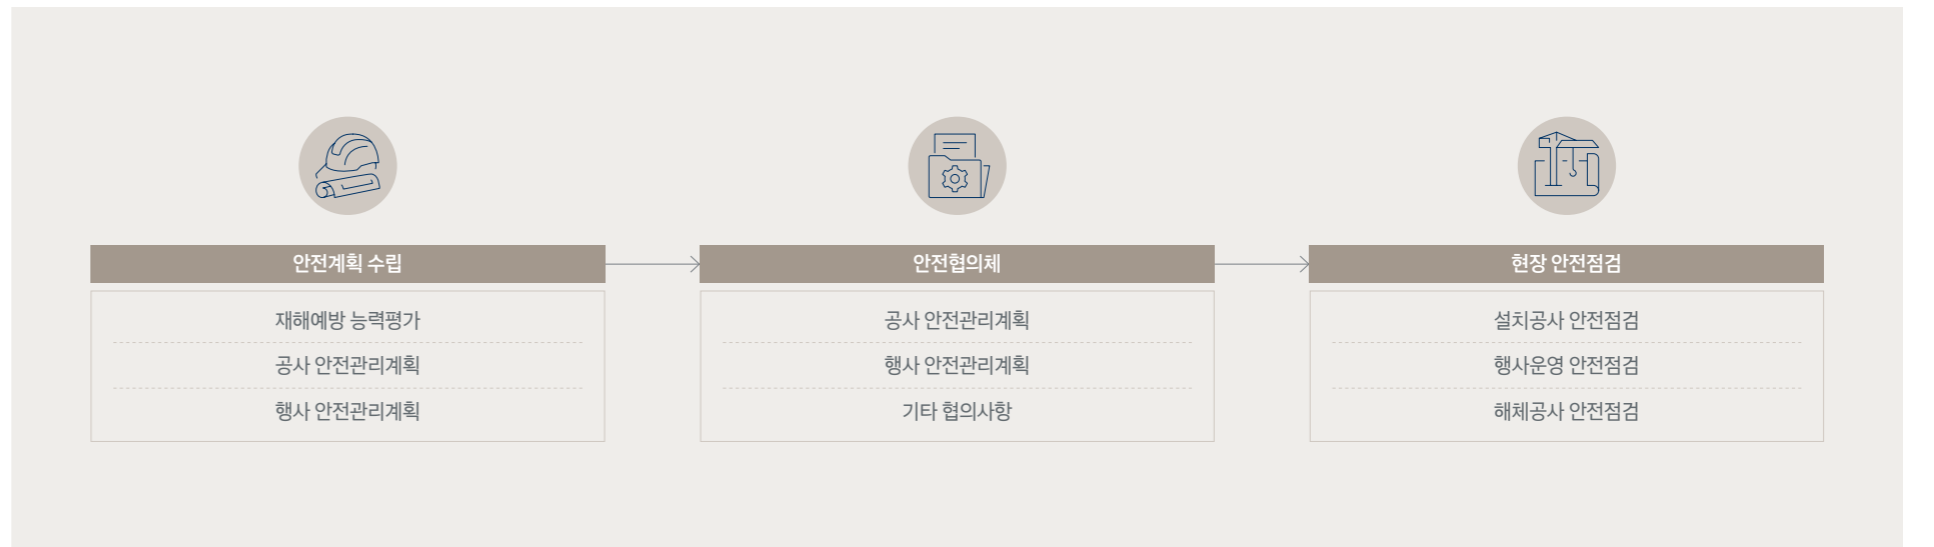 안전계획 수립
재해예방 능력평가
공사 안전관리계획
행사 안전관리계획
안전협의체
공사 안전관리계획
행사 안전관리계획
기타 협의사항
현장 안전점검
설치공사 안전점검
행사운영 안전점검
해체공사 안전점검